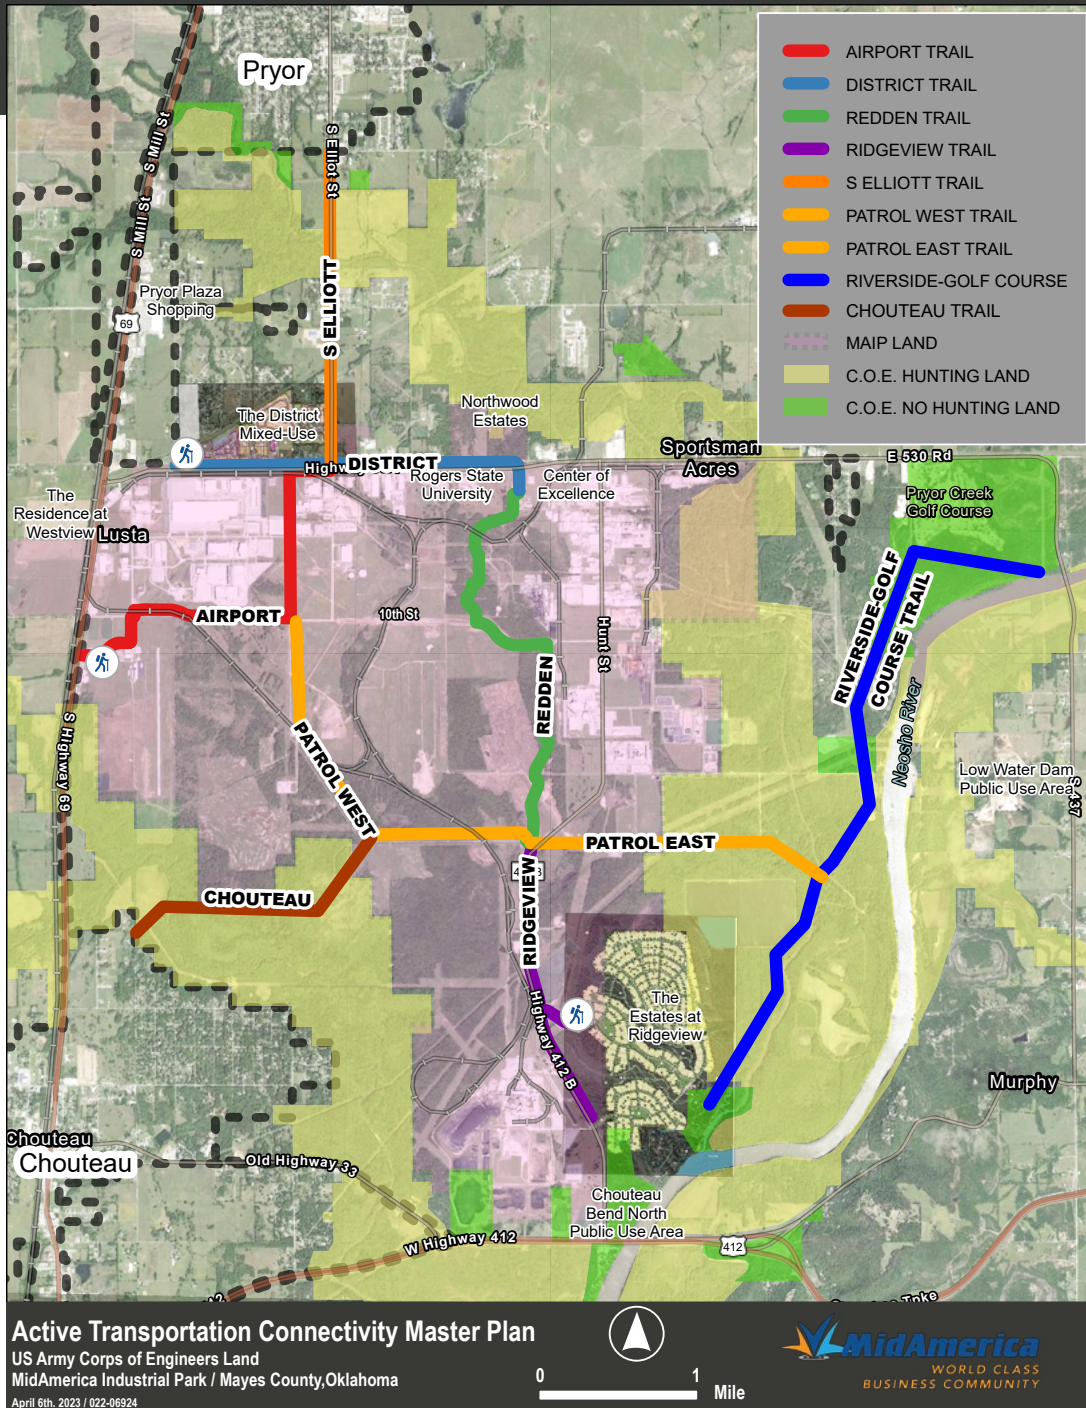 Pryor
AIRPORT TRAIL
DISTRICT TRAIL
REDDEN TRAIL
RIDGEVIEW TRAIL
S ELLIOTT TRAIL
PATROL WEST TRAIL
PATROL EAST TRAIL
RIVERSIDE-GOLF COURSE
CHOUTEAU TRAIL
MAIP LAND
C.O.E. HUNTING LAND
C.O.E. NO HUNTING LAND
S Mill St
S Mill St
S Elliot St
S ELLIOTT
Pryor Plaza
Shopping
69
The District
Mixed-Use
Northwood
Estates
DISTRICT
Rogers State
University
Center of
Excellence
Sportsman
Acres
E 530 Rd
Pryor Creek
Golf Course
The
Residence at
Westview
Lusta
AIRPORT
10th St
Hunt St
REDDEN
RIVERSIDE-GOLF
COURSE TRAIL
Neosho River
S Highway 69
PATROL WEST
Low Water Dam
Public Use Area
S 437
PATROL EAST
CHOUTEAU
RIDGEVIEW
The
Estates at
Ridgeview
Highway 412 B
Murphy
Chouteau
Chouteau
Old Highway 33
Chouteau
Bend North
Public Use Area
W Highway 412
412
Tnke
Active Transportation Connectivity Master Plan
US Army Corps of Engineers Land
MidAmerica Industrial Park / Mayes County,Oklahoma
April 6th. 2023 / 022-06924
0 1
Mile
MidAmerica
WORLD CLASS
BUSINESS COMMUNITY